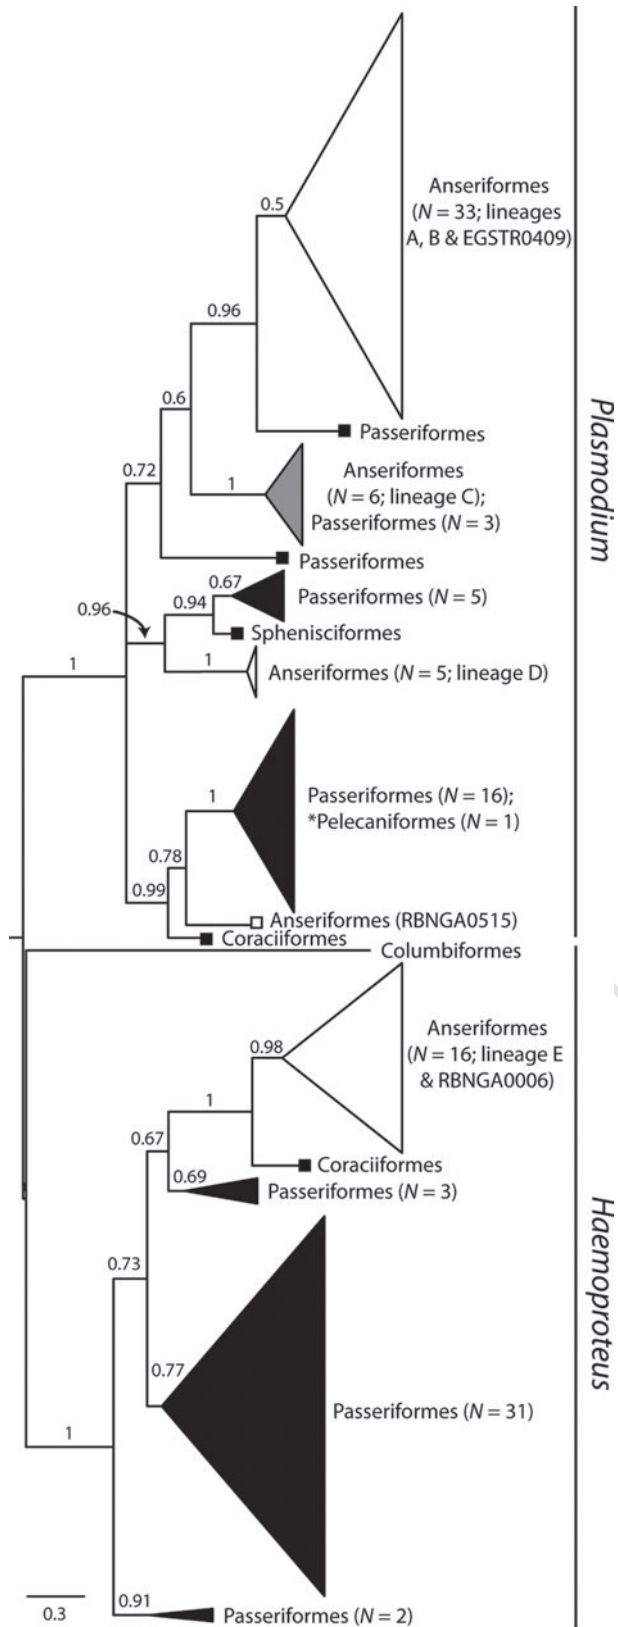 Anseriformes
0.5
(N = 33; lineages
A, B & EGSTR0409)
0.96
0.6
Passeriformes
0.72
Anseriformes
1
(N = 6; lineage C);
Passeriformes (N = 3)
Passeriformes
0.67
Passeriformes (N = 5)
0.96
0.94
Sphenisciformes
1
1
Anseriformes (N = 5; lineage D)
1
Passeriformes (N = 16);
*Pelecaniformes (N = 1)
0.78
0.99
Anseriformes (RBNGA0515)
Coraciiformes
Plasmodium
Columbiformes
Anseriformes
0.98
(N = 16; lineage E
& RBNGA0006)
1
0.67
Coraciiformes
0.69
Passeriformes (N = 3)
0.73
0.77
Passeriformes (N = 31)
1
0.91
0.3
Passeriformes (N = 2)
Haemoproteus